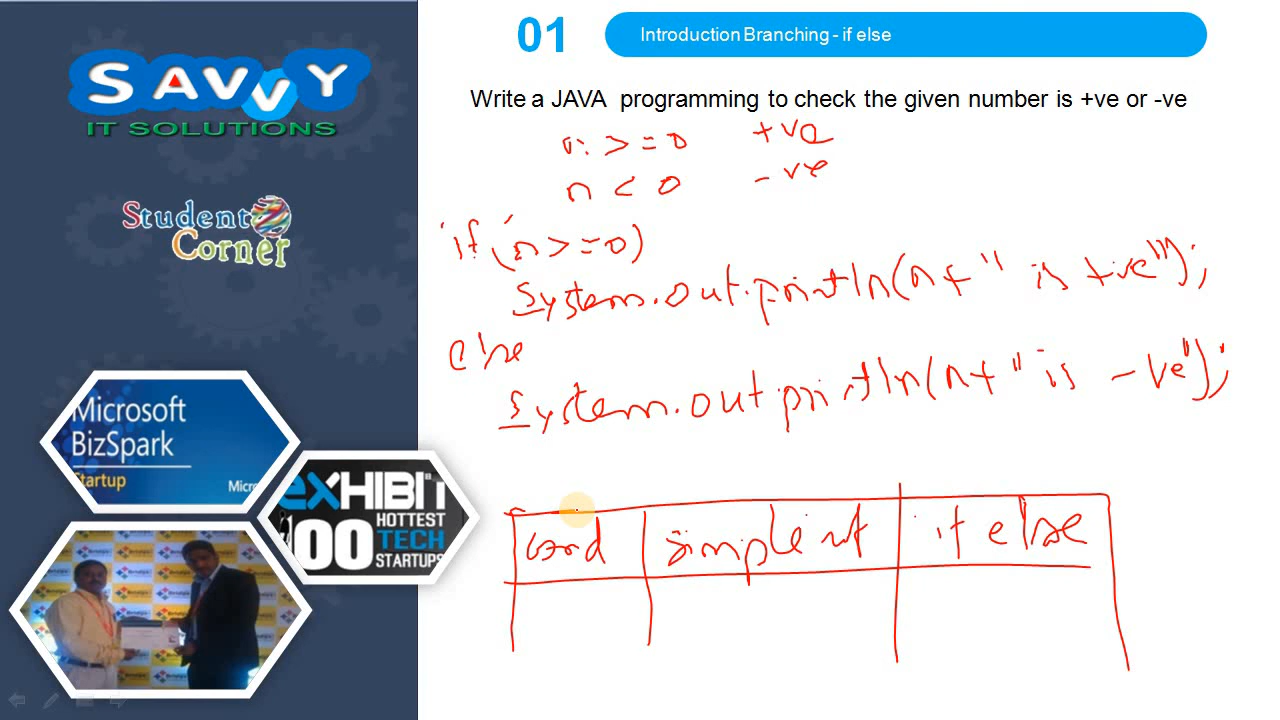 SAVVY
IT SOLUTIONS
Student
Corner
Microsoft
BizSpark
Startup
Micr
eXHIBIT
100 HOTTEST
TECH
STARTUPS
01
Introduction Branching - if else
Write a JAVA programming to check the given number is +ve or -ve
n >=0 +ve
n < 0 -ve
if (n>=0)
System.out.println(n+" is +ve");
else
System.out.println(n+" is -ve");
cond simple if if else